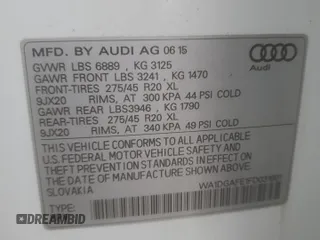 MFD. BY AUDI AG 06 15
GVWR LBS 6889 , KG 3125
GAWR FRONT LBS 3241 , KG 1470
FRONT-TIRES 275/45 R20 XL
9JX20 RIMS, AT 300 KPA 44 PSI COLD
GAWR REAR LBS3946 , KG 1790
REAR-TIRES 275/45 R20 XL
9JX20 RIMS, AT 340 KPA 49 PSI COLD
Audi
THIS VEHICLE CONFORMS TO ALL APPLICABLE
U.S. FEDERAL MOTOR VEHICLE SAFETY AND
THEFT PREVENTION STANDARDS IN EFFECT ON THE
DATE OF MANUFACTURE SHOWN ABOVE.
SLOVAKIA
DREAMBID